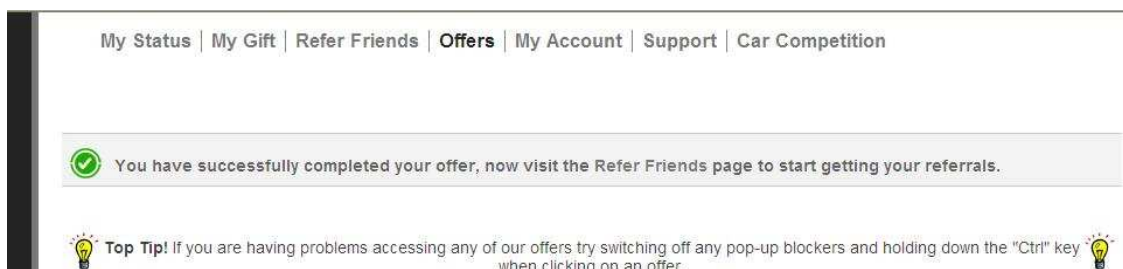 My Status | My Gift | Refer Friends | Offers | My Account | Support | Car Competition
You have successfully completed your offer, now visit the Refer Friends page to start getting your referrals.
Top Tip! If you are having problems accessing any of our offers try switching off any pop-up blockers and holding down the "Ctrl" key
when clicking on an offer